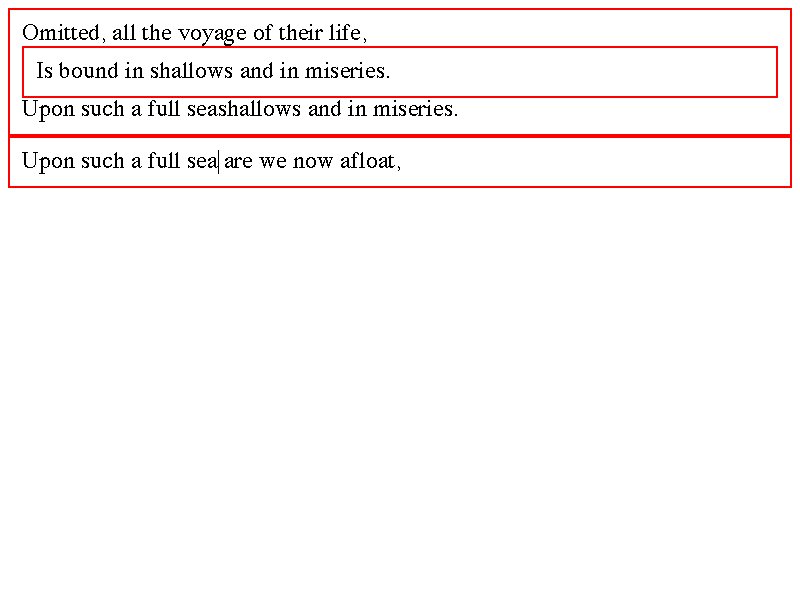 Omitted, all the voyage of their life,
Is bound in shallows and in miseries.
Upon such a full seashallows and in miseries.
Upon such a full sea are we now afloat,